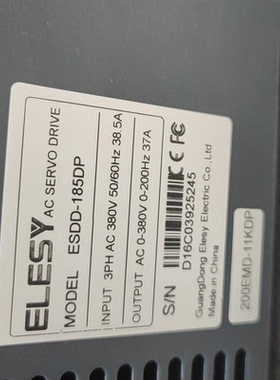 ELESY AC SERVO DRIVE
MODEL ESDD-185DP
INPUT 3PH AC 380V 50/60Hz 38.5A
OUTPUT AC 0-380V 0-200Hz 37A
S/N
CE FC
D16C03925245
GuangDong Elesy Electric Co.,Ltd
Made in China
200EMD-11KDP